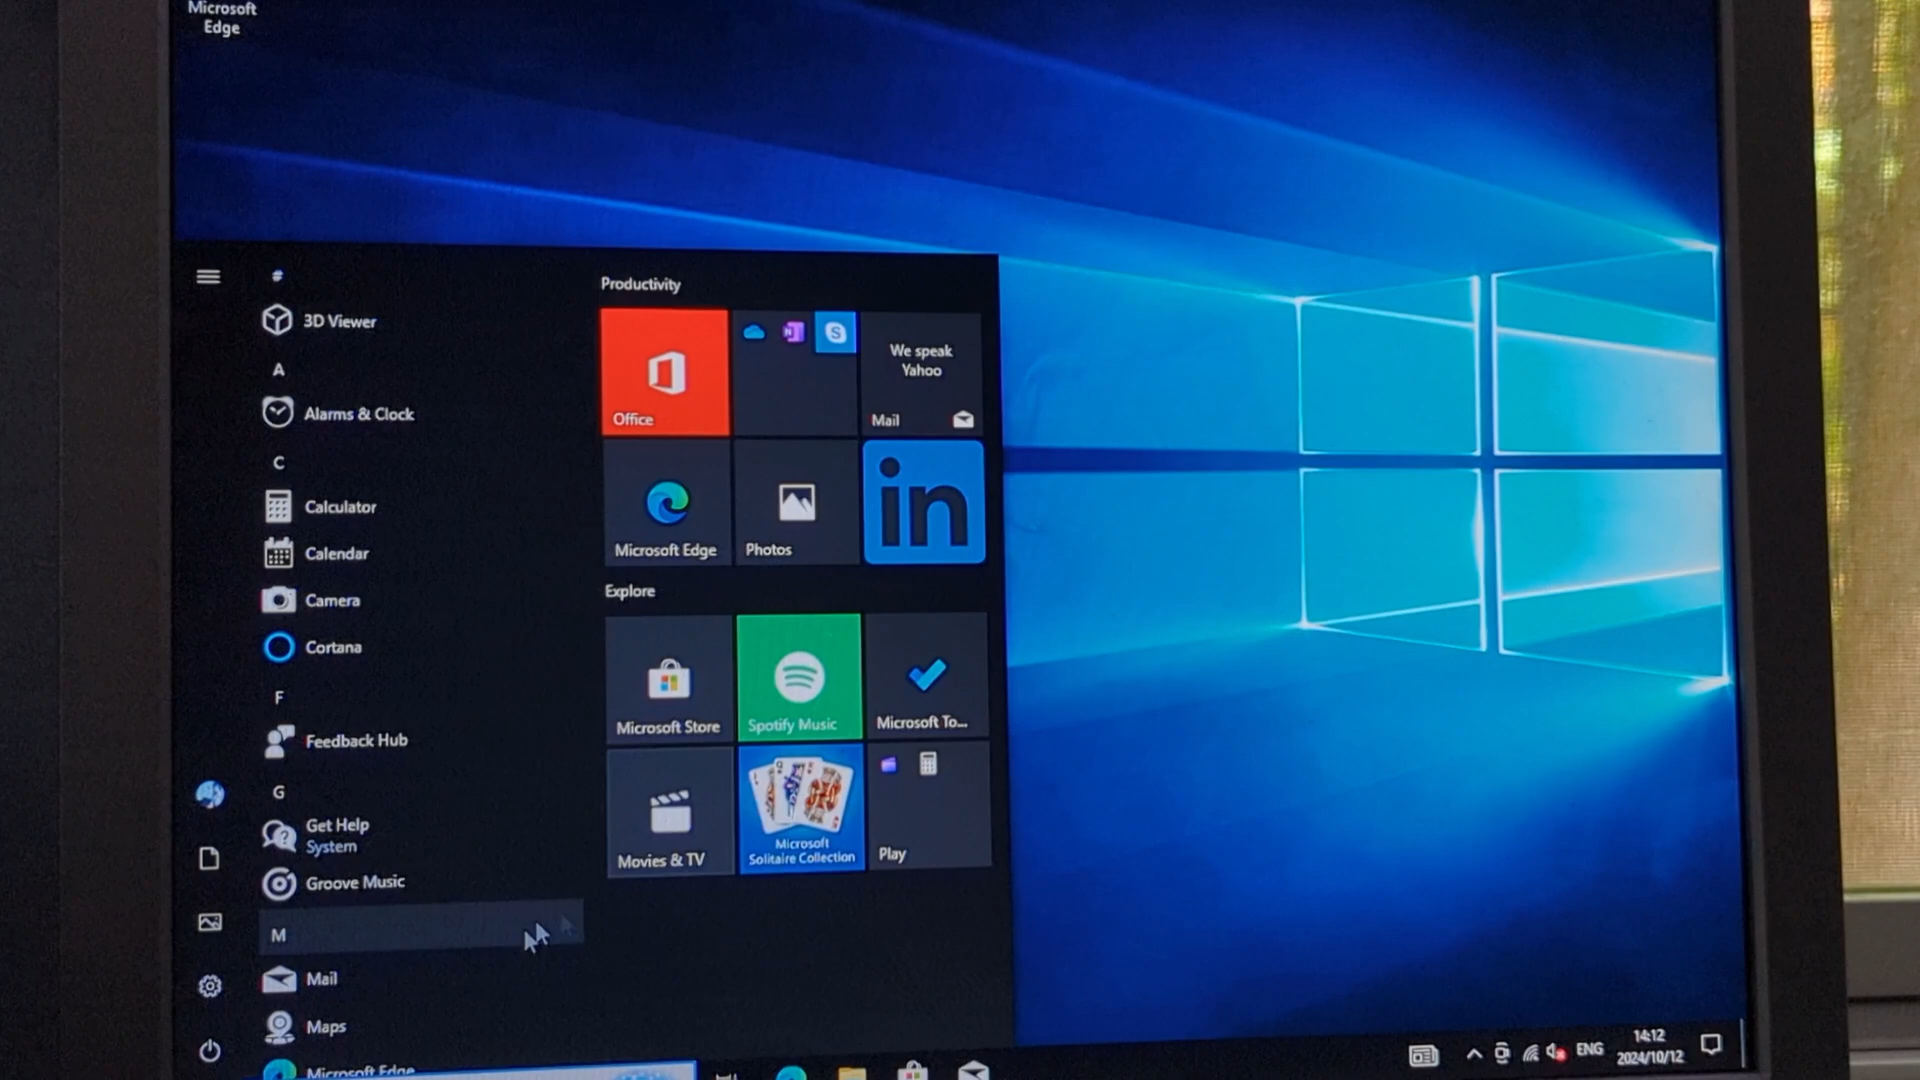 Microsoft
Edge
#
3D Viewer
A
Alarms & Clock
C
Calculator
Calendar
Camera
Cortana
F
Feedback Hub
G
Get Help
System
Groove Music
M
Mail
Maps
Microsoft Edge
Productivity
Office
N
S
We speak
Yahoo
Mail
Microsoft Edge
Photos
in
Explore
Microsoft Store
Spotify Music
Microsoft To...
Movies & TV
Microsoft
Solitaire Collection
Play
ENG
14:12
2024/10/12